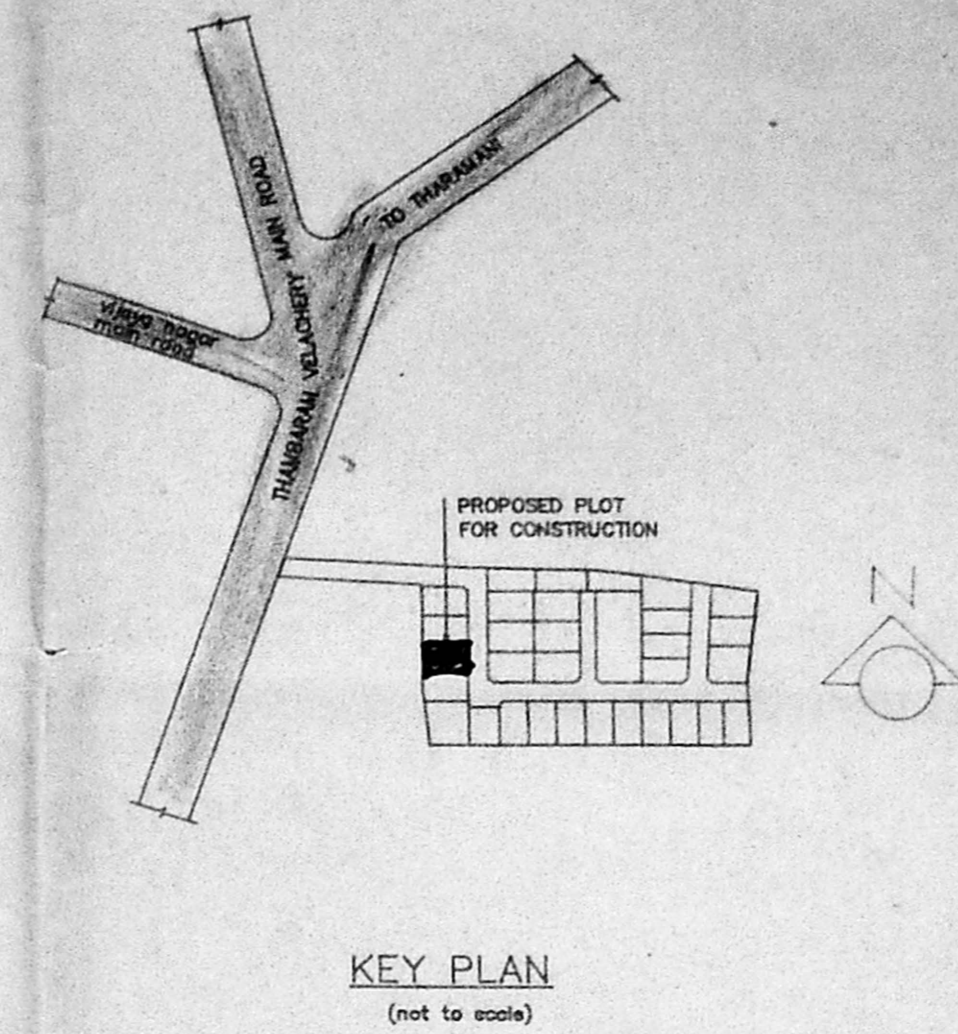 THAMBARAM VELACHERY MAIN ROAD
TO THARAMANI
vijaya nagar
main road
PROPOSED PLOT
FOR CONSTRUCTION
N
KEY PLAN
(not to scale)